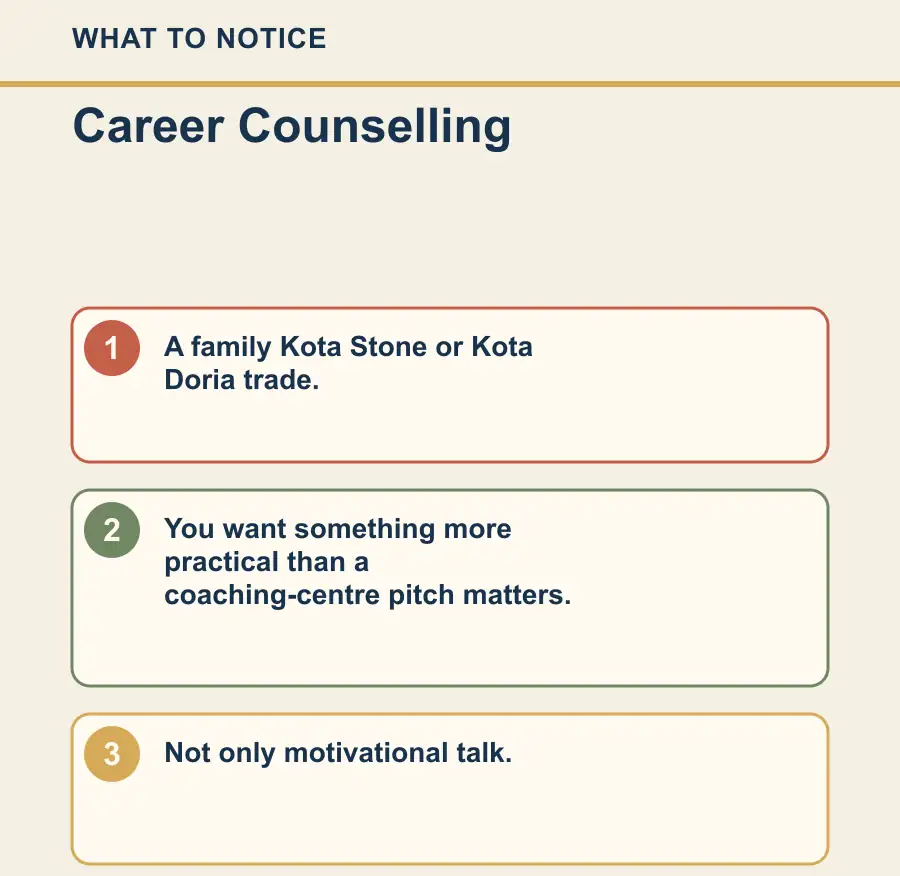 WHAT TO NOTICE
Career Counselling
1
A family Kota Stone or Kota
Doria trade.
2
You want something more
practical than a
coaching-centre pitch matters.
3
Not only motivational talk.